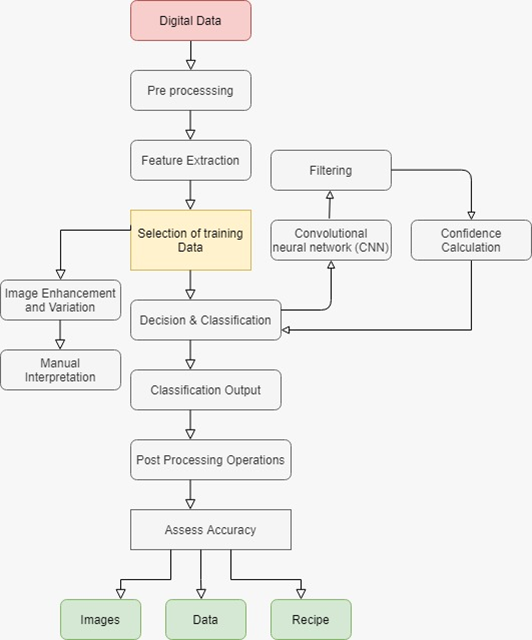 Digital Data
Pre processsing
Feature Extraction
Filtering
Selection of training
Data
Convolutional
neural network (CNN)
Confidence
Calculation
Image Enhancement
and Variation
Decision & Classification
Manual
Interpretation
Classification Output
Post Processing Operations
Assess Accuracy
Images
Data
Recipe